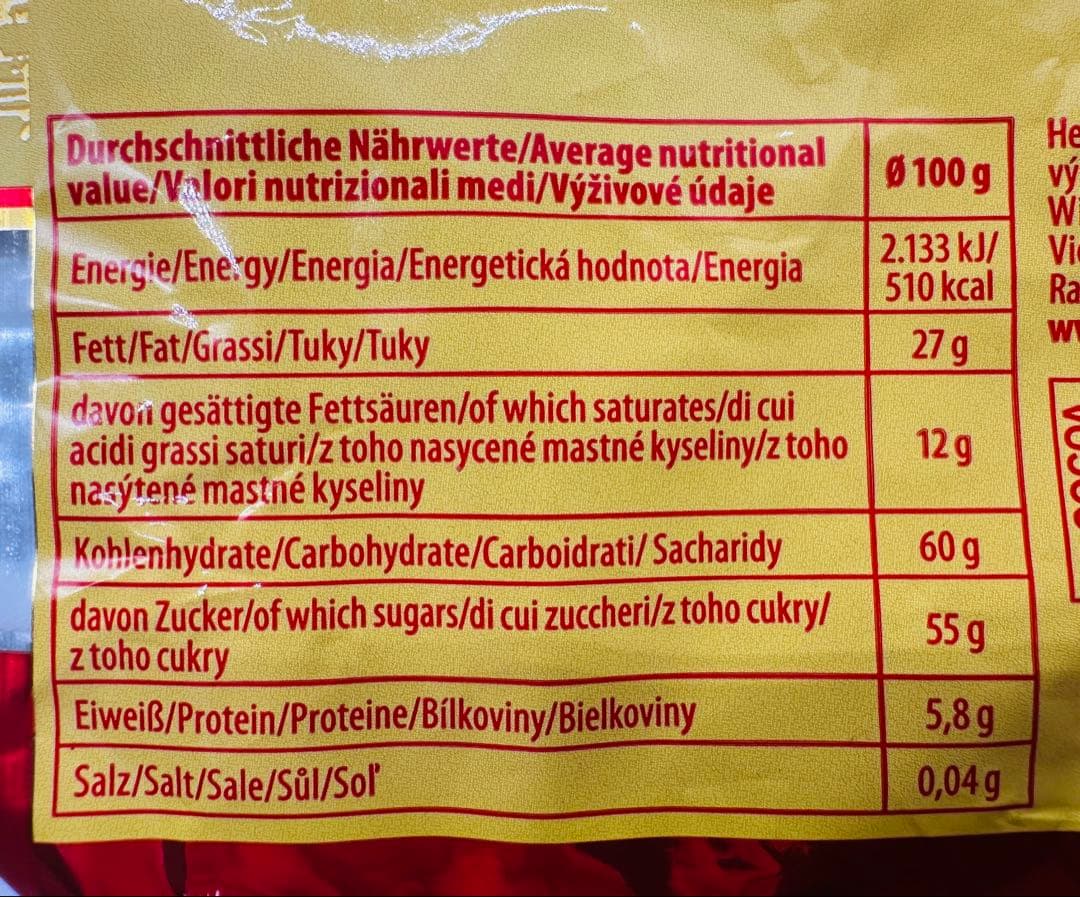 Durchschnittliche Nährwerte/Average nutritional
value/Valori nutrizionali medi/Výživové údaje
Ø 100 g
Energie/Energy/Energia/Energetická hodnota/Energia
2.133 kJ/
510 kcal
Fett/Fat/Grassi/Tuky/Tuky
27 g
davon gesättigte Fettsäuren/of which saturates/di cui
acidi grassi saturi/z toho nasycené mastné kyseliny/z toho
nasýtené mastné kyseliny
12 g
Kohlenhydrate/Carbohydrate/Carboidrati/ Sacharidy
60 g
davon Zucker/of which sugars/di cui zuccheri/z toho cukry/
z toho cukry
55 g
Eiweiß/Protein/Proteine/Bílkoviny/Bielkoviny
5,8 g
Salz/Salt/Sale/Sůl/Soľ
0,04 g